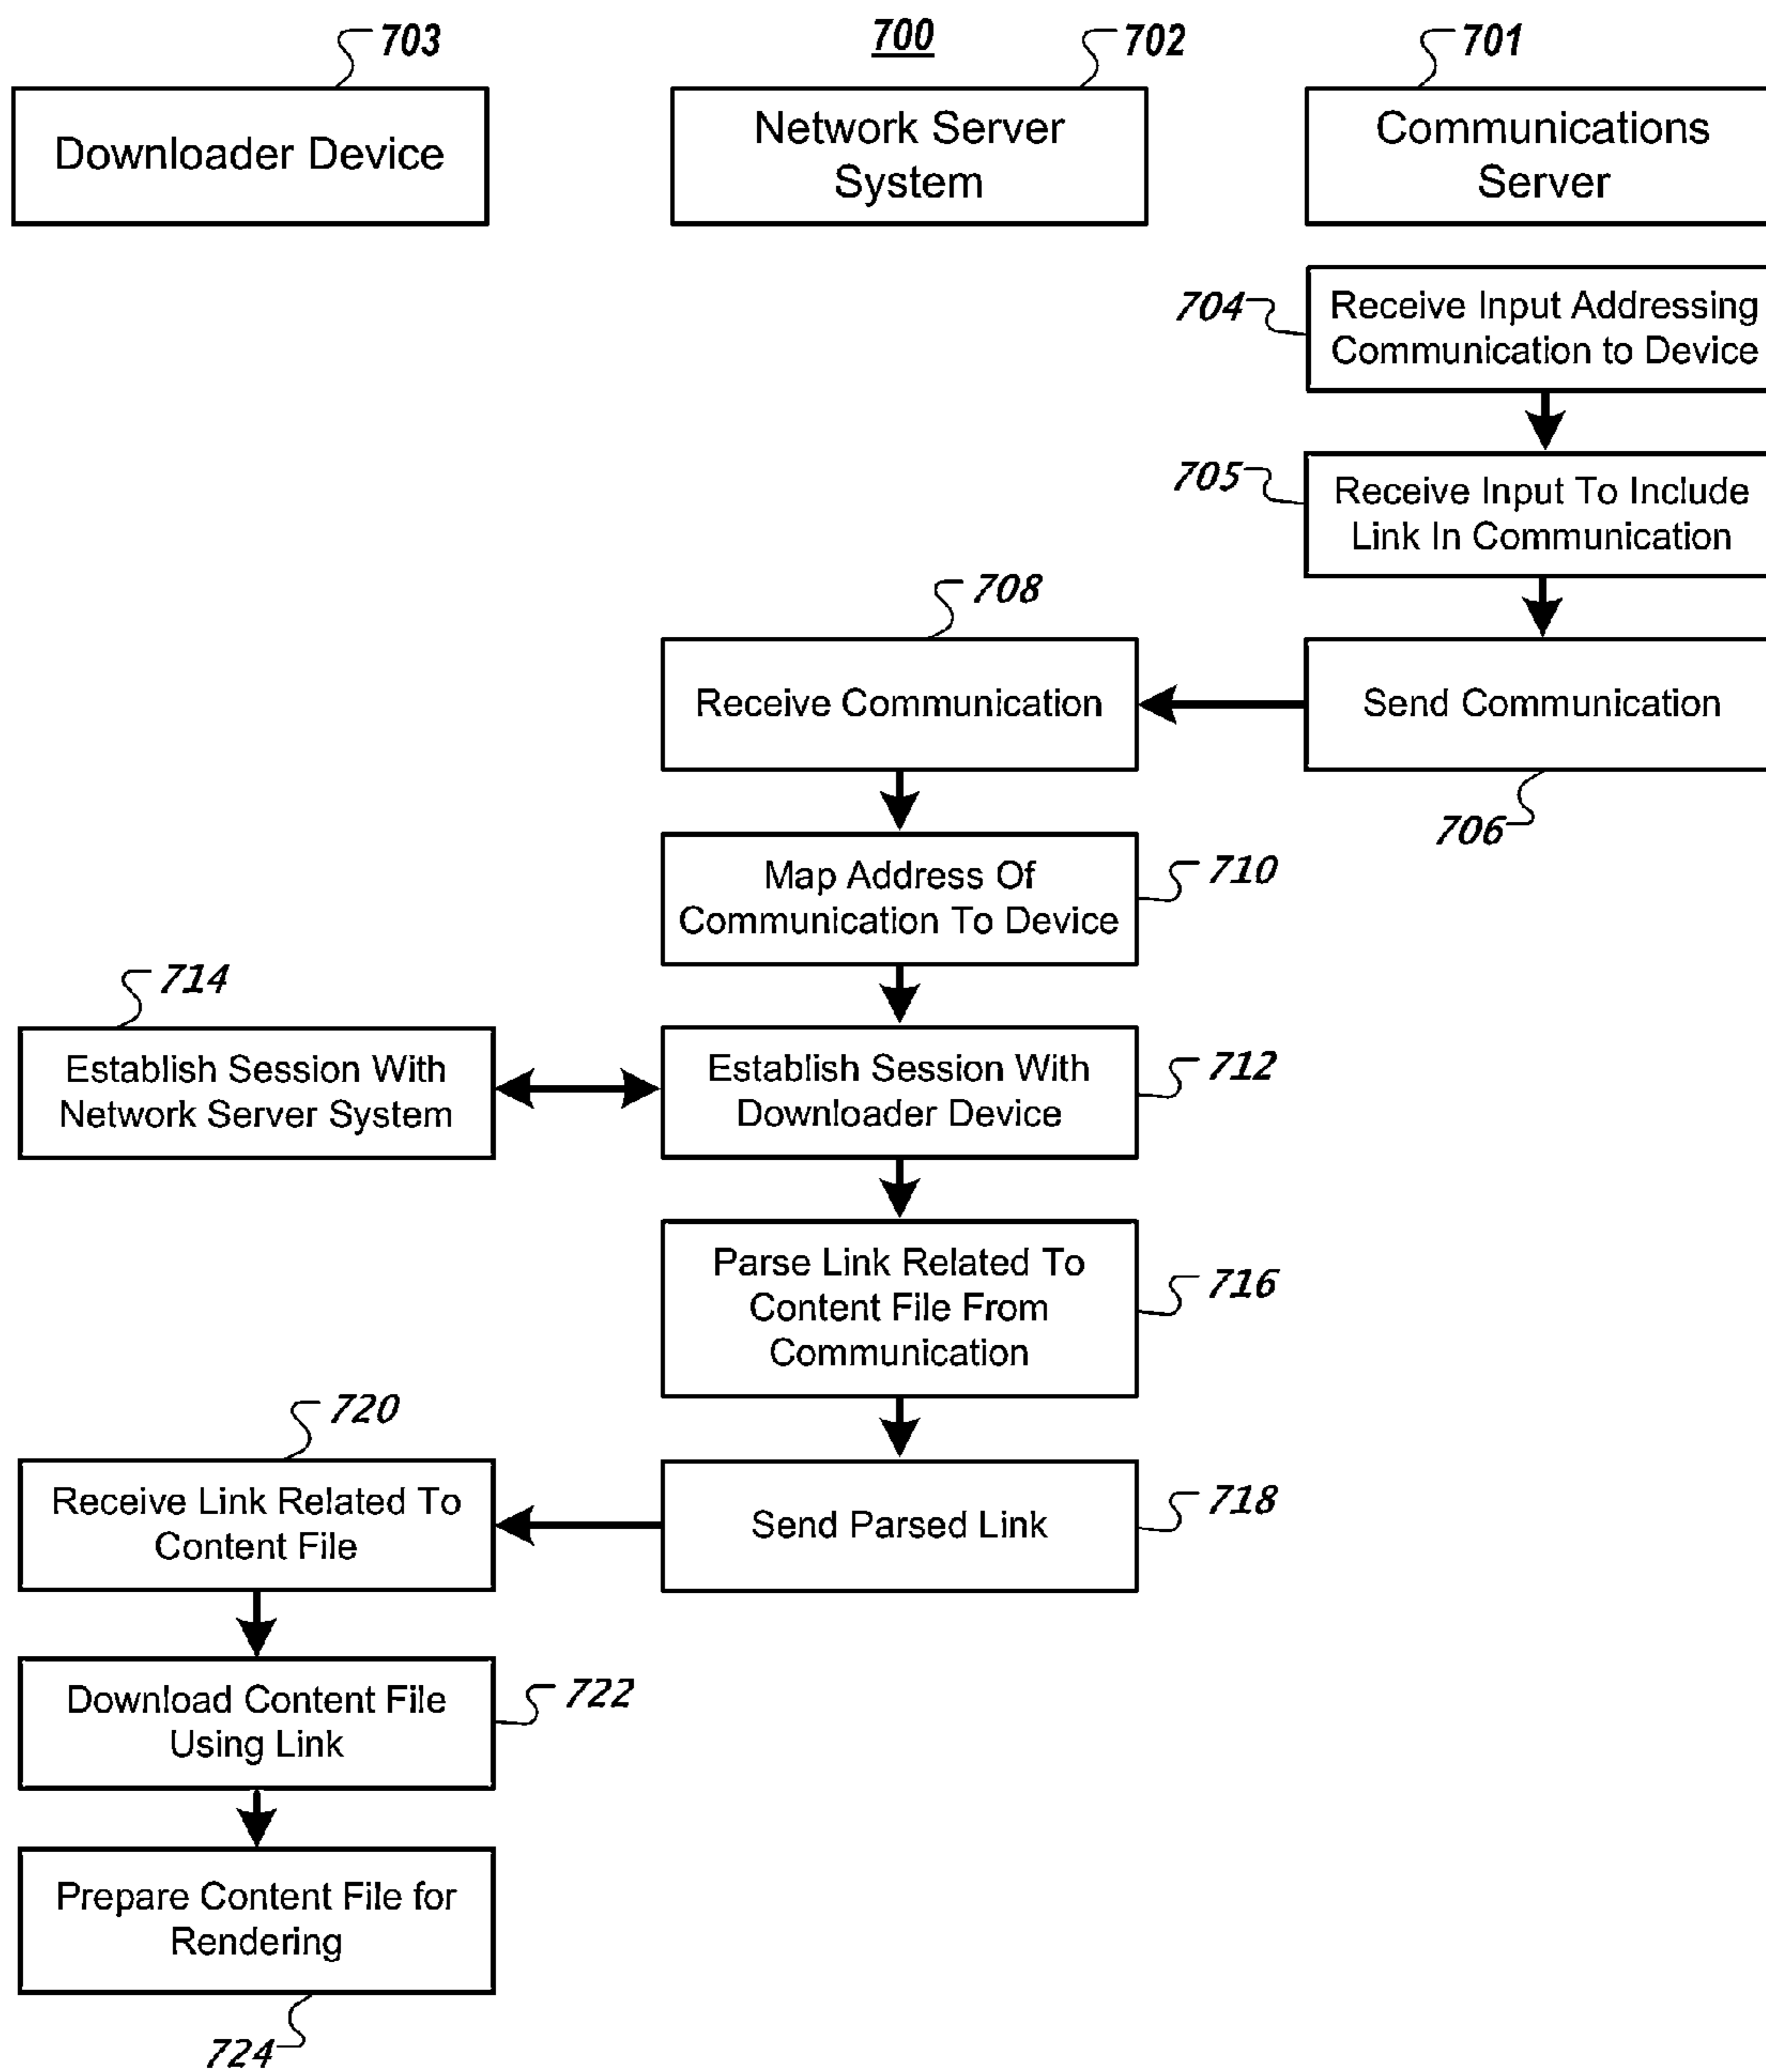 703
700
702
701
Downloader Device
Network Server
System
Communications
Server
704
Receive Input Addressing
Communication to Device
705
Receive Input To Include
Link In Communication
708
Receive Communication
Send Communication
706
Map Address Of
Communication To Device
710
714
Establish Session With
Network Server System
Establish Session With
Downloader Device
712
Parse Link Related To
Content File From
Communication
716
720
Receive Link Related To
Content File
Send Parsed Link
718
Download Content File
Using Link
722
Prepare Content File for
Rendering
724